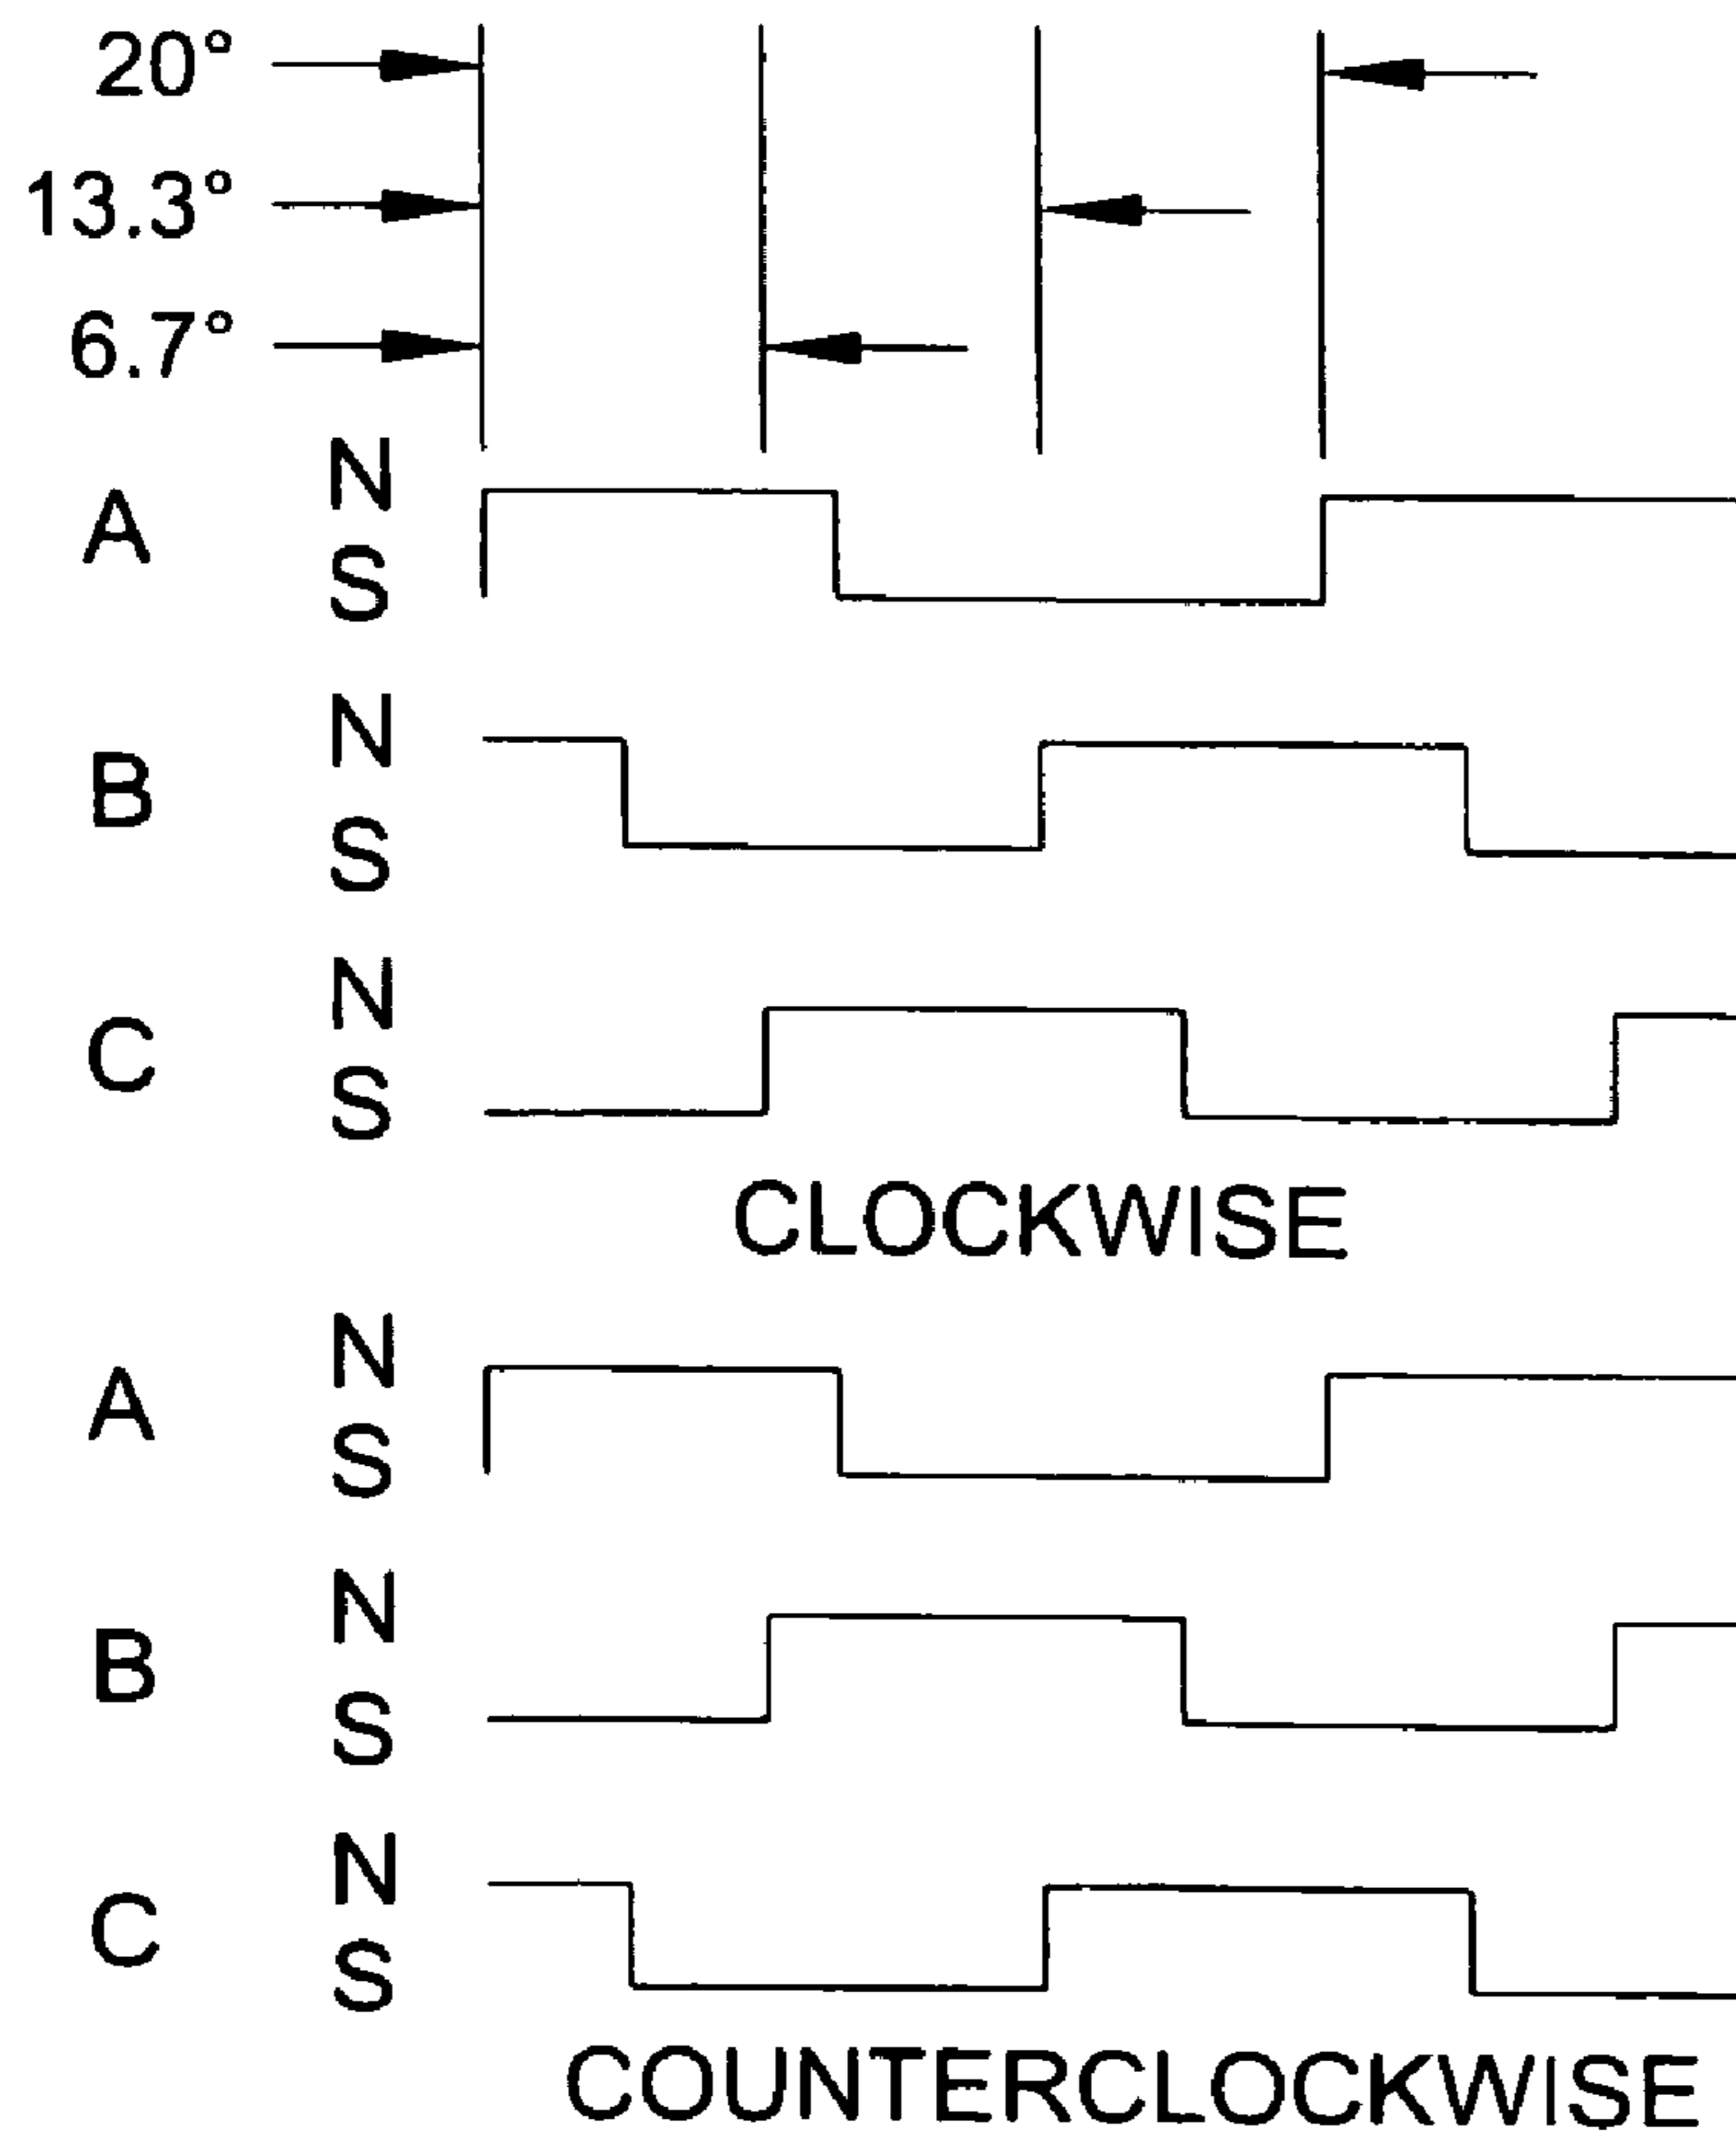 20°
13.3°
6.7°
A N
S
B N
S
C N
S
CLOCKWISE
A N
S
B N
S
C N
S
COUNTERCLOCKWISE